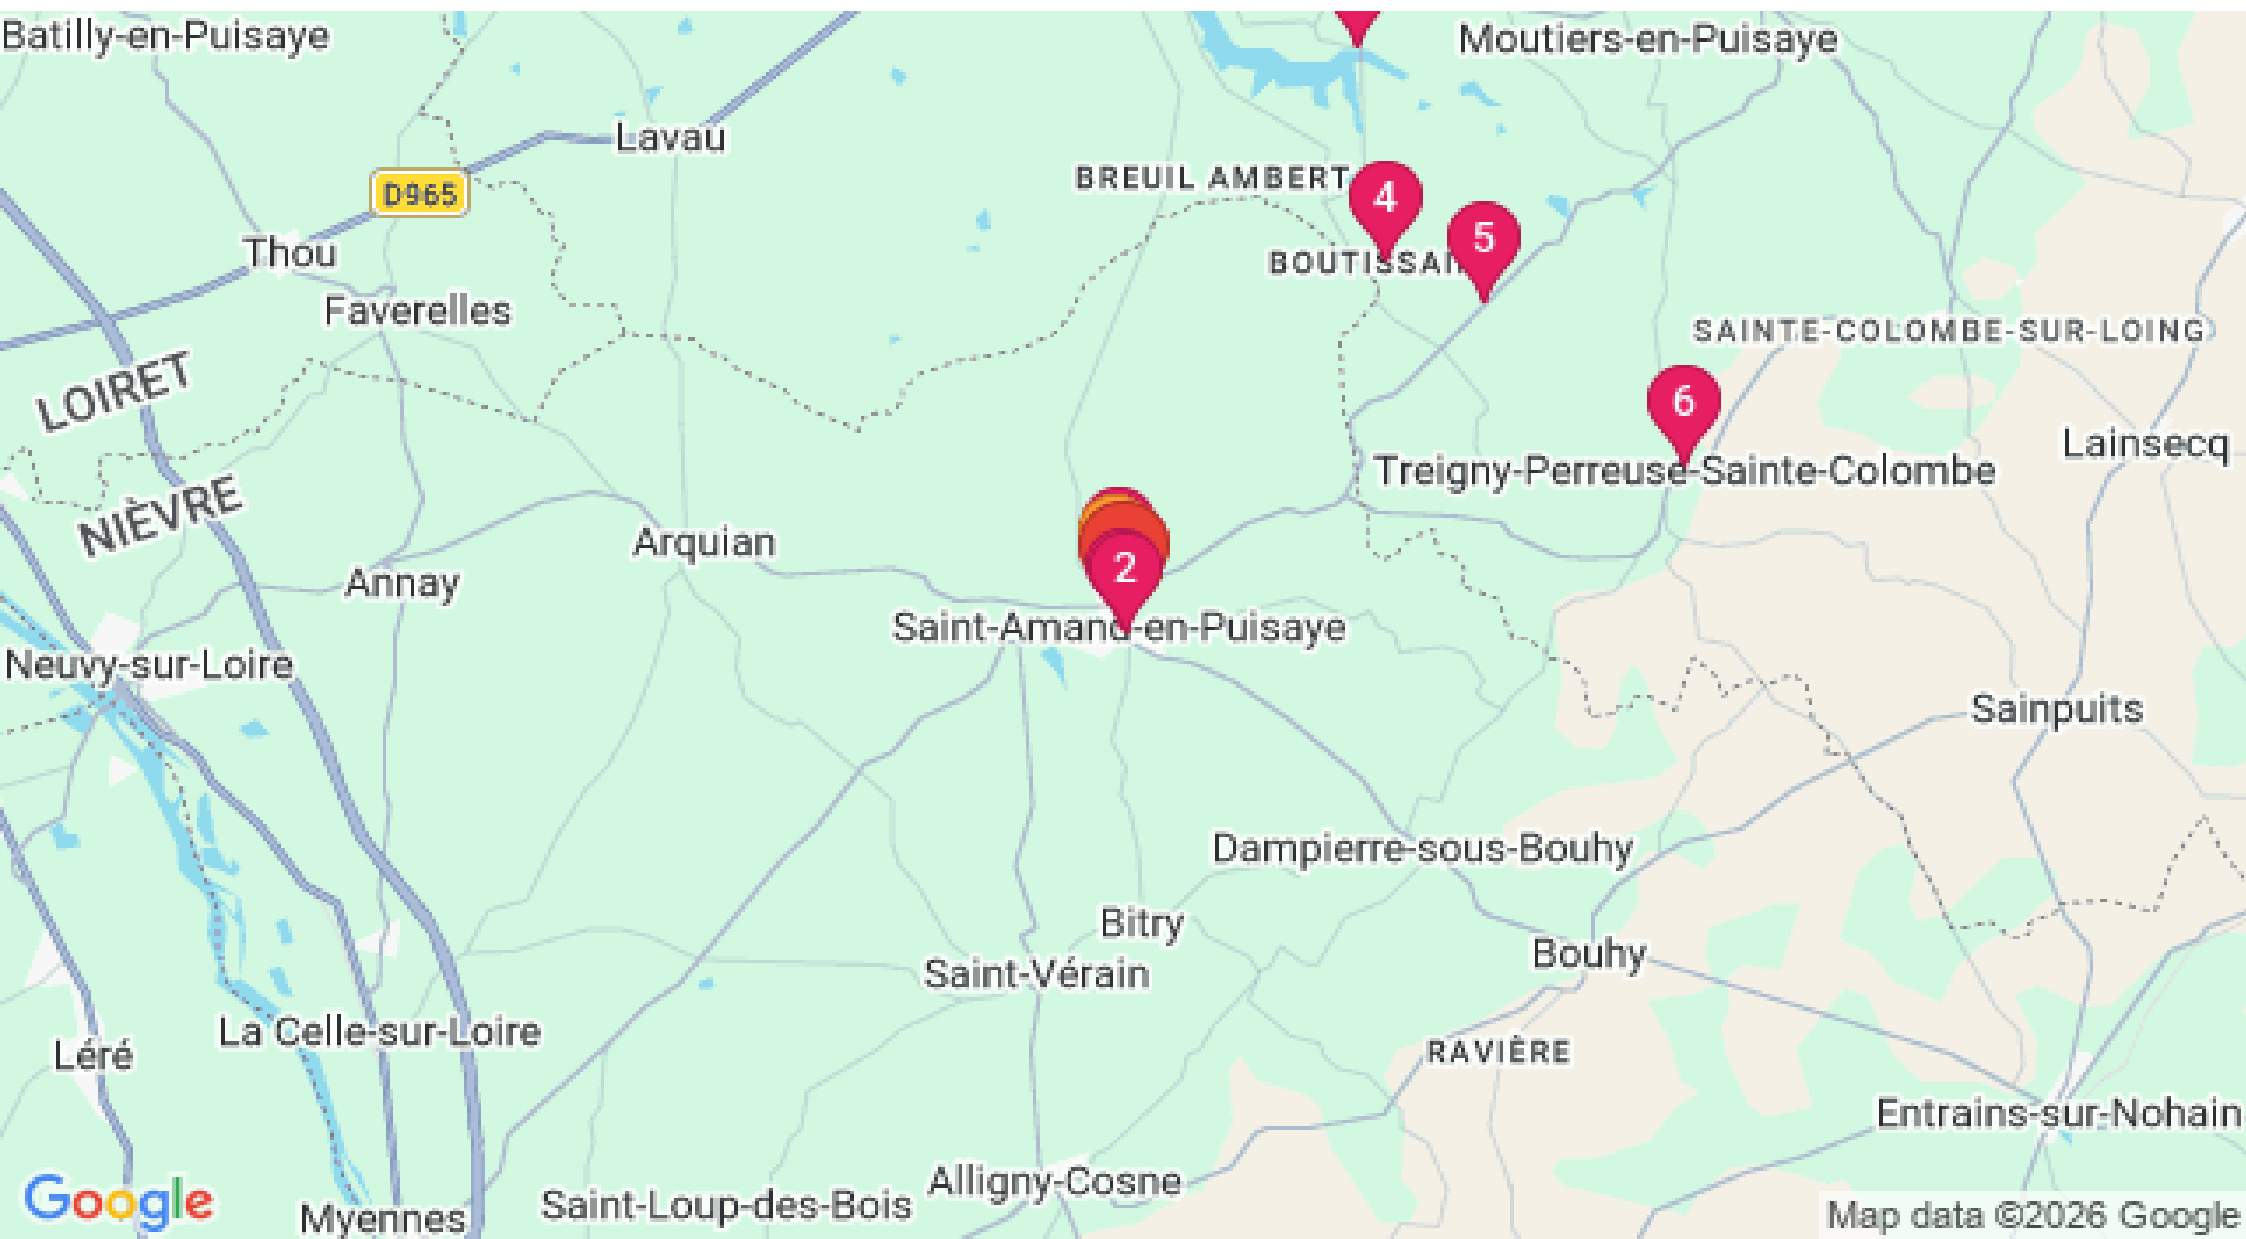 Batilly-en-Puisaye
Moutiers-en-Puisaye
Lavau
BREUIL AMBERT
D965
4
5
Thou
Faverelles
SAINTE-COLOMBE-SUR-LOING
LOIRET
6
Lainsecq
Treigny-Perreuse-Sainte-Colombe
NIÈVRE
Arquian
2
Annay
Saint-Amand-en-Puisaye
Neuvy-sur-Loire
Sainpuits
Dampierre-sous-Bouhy
Bitry
Bouhy
Saint-Vérain
La Celle-sur-Loire
Léré
RAVIÈRE
Entrains-sur-Nohain
Alligny-Cosne
Saint-Loup-des-Bois
Myennes
Google
Map data ©2026 Google